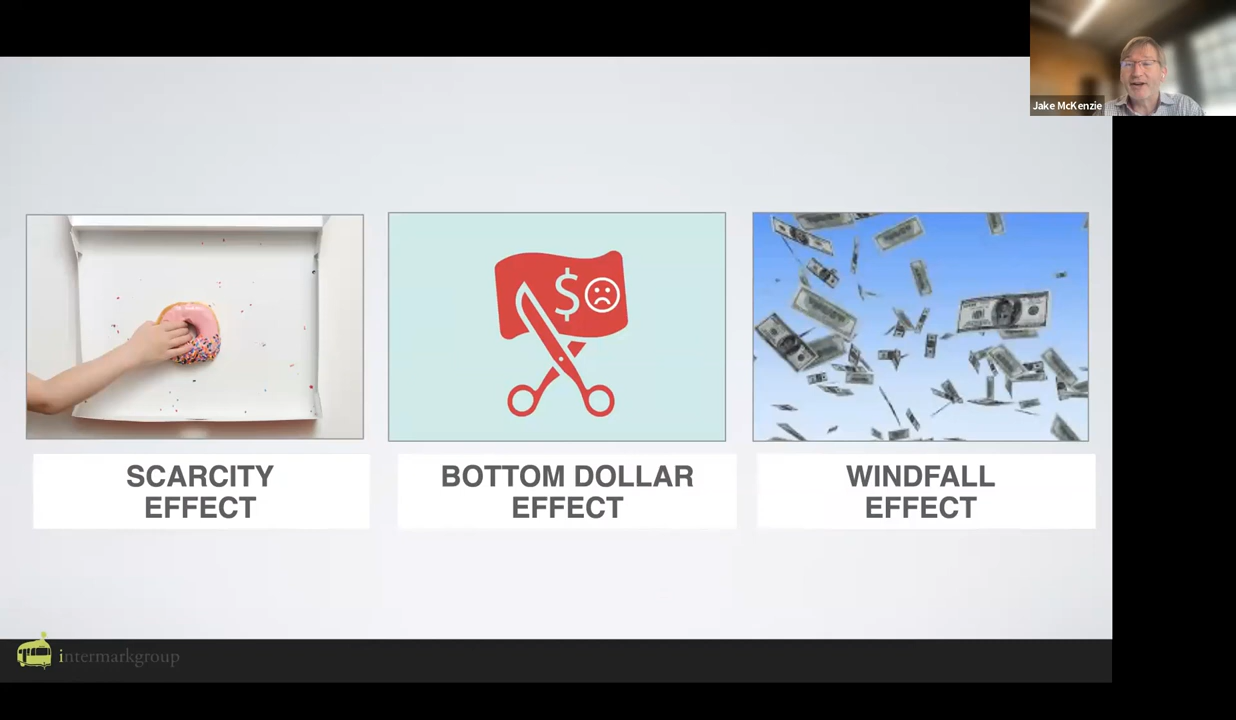 Jake McKenzie
$
SCARCITY
EFFECT
BOTTOM DOLLAR
EFFECT
WINDFALL
EFFECT
intermarkgroup